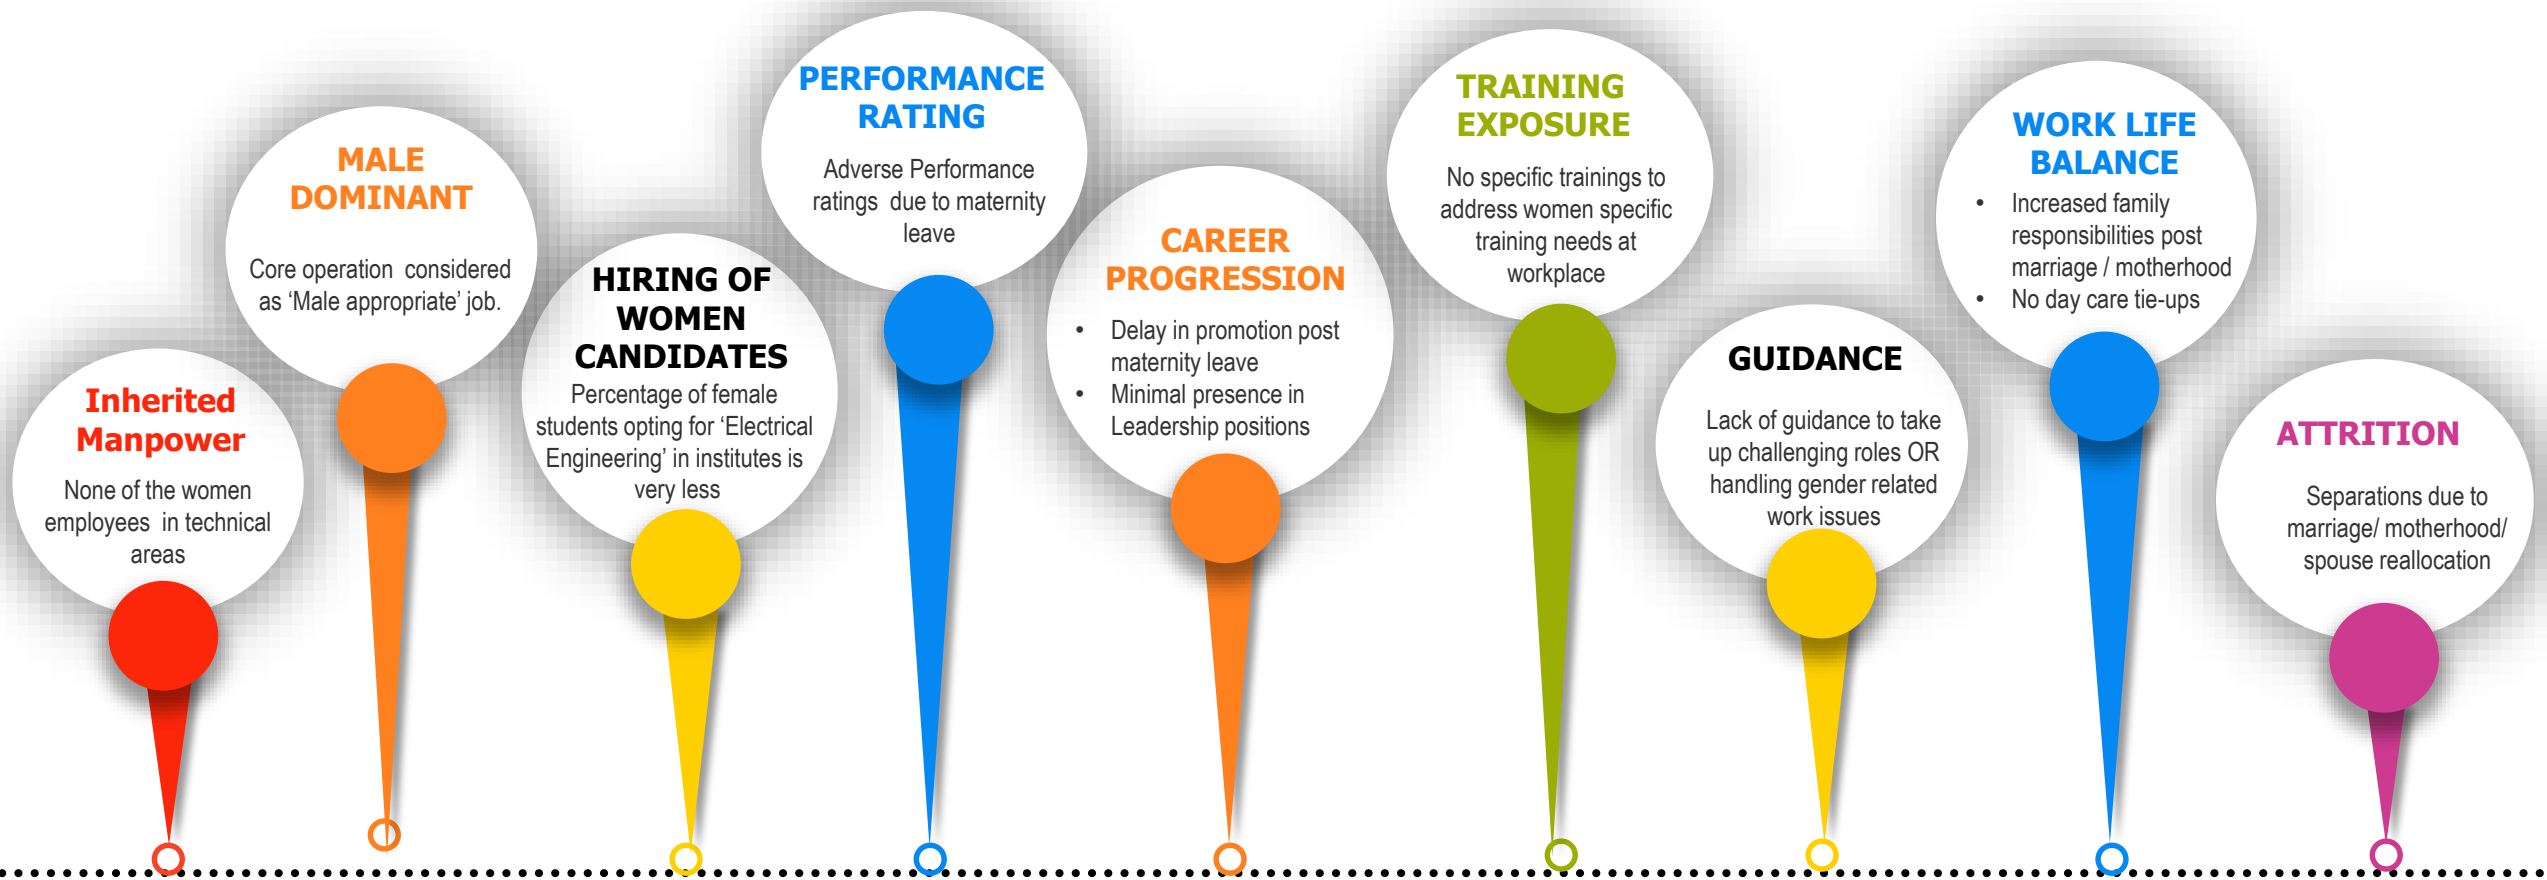 Inherited
Manpower
None of the women
employees in technical
areas
MALE
DOMINANT
Core operation considered
as ‘Male appropriate’ job.
HIRING OF
WOMEN
CANDIDATES
Percentage of female
students opting for ‘Electrical
Engineering’ in institutes is
very less
PERFORMANCE
RATING
Adverse Performance
ratings due to maternity
leave
CAREER
PROGRESSION
• Delay in promotion post
maternity leave
• Minimal presence in
Leadership positions
TRAINING
EXPOSURE
No specific trainings to
address women specific
training needs at
workplace
GUIDANCE
Lack of guidance to take
up challenging roles OR
handling gender related
work issues
WORK LIFE
BALANCE
• Increased family
responsibilities post
marriage / motherhood
• No day care tie-ups
ATTRITION
Separations due to
marriage/ motherhood/
spouse reallocation